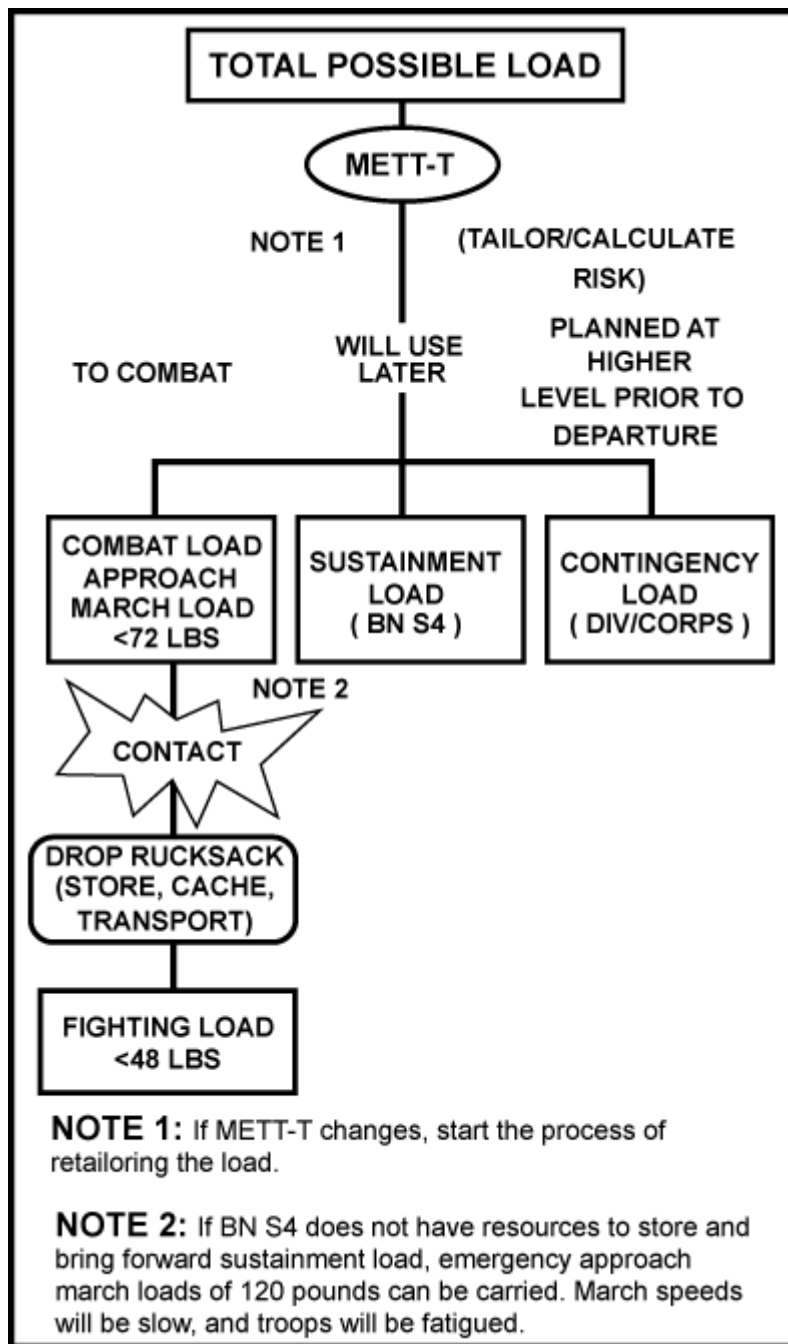 TOTAL POSSIBLE LOAD
METT-T
NOTE 1
(TAILOR/CALCULATE
RISK)
TO COMBAT
WILL USE
LATER
PLANNED AT
HIGHER
LEVEL PRIOR TO
DEPARTURE
COMBAT LOAD
APPROACH
MARCH LOAD
<72 LBS
SUSTAINMENT
LOAD
( BN S4 )
CONTINGENCY
LOAD
( DIV/CORPS )
NOTE 2
CONTACT
DROP RUCKSACK
(STORE, CACHE,
TRANSPORT)
FIGHTING LOAD
<48 LBS
NOTE 1: If METT-T changes, start the process of
retailoring the load.
NOTE 2: If BN S4 does not have resources to store and
bring forward sustainment load, emergency approach
march loads of 120 pounds can be carried. March speeds
will be slow, and troops will be fatigued.